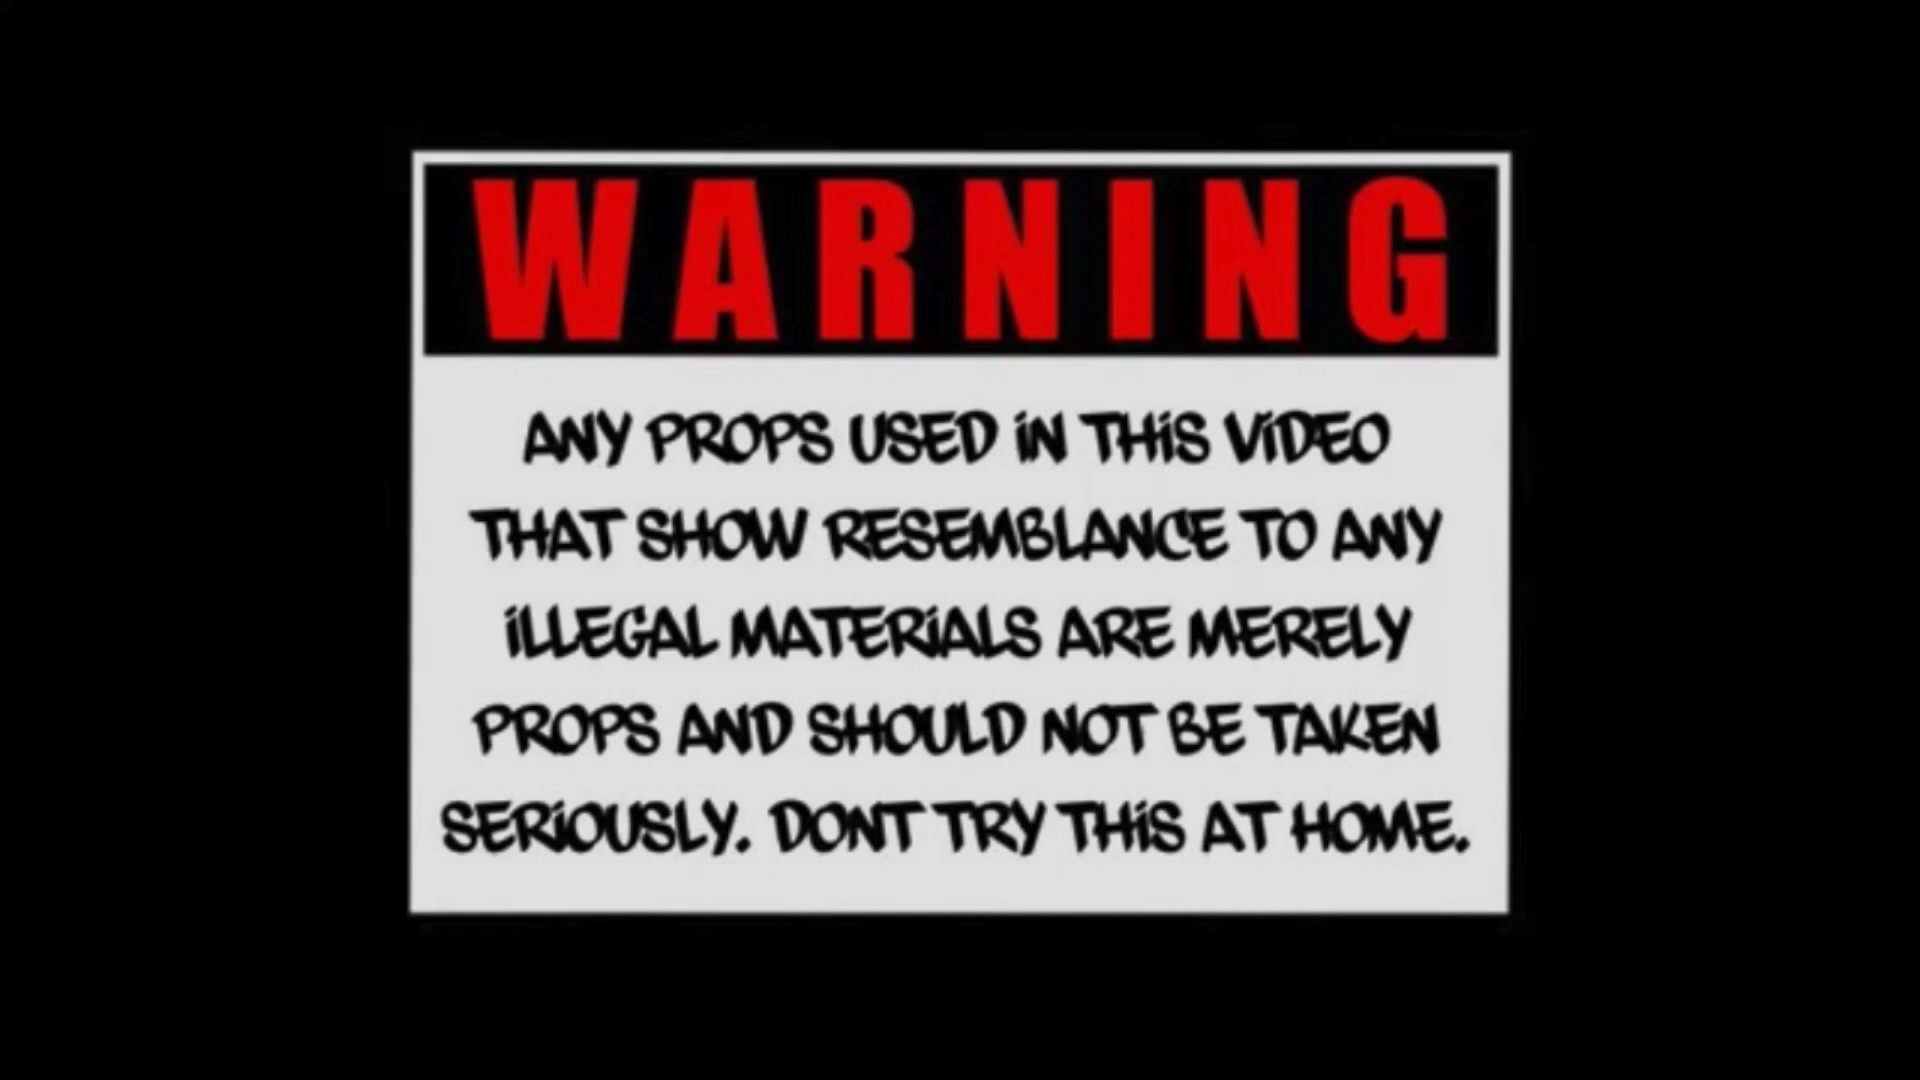 WARNING
ANY PROPS USED iN THiS ViDEO
THAT SHOW RESEMBLANCE TO ANY
iLLEGAL MATERiALS ARE MERELY
PROPS AND SHOULD NOT BE TAKEN
SERiOUSLY. DONT TRY THiS AT HOME.